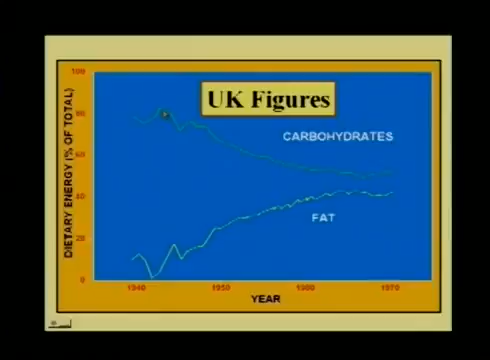 UK Figures
100
80
60
40
20
0
CARBOHYDRATES
FAT
DIETARY ENERGY (% OF TOTAL)
1940
1950
1960
1970
YEAR